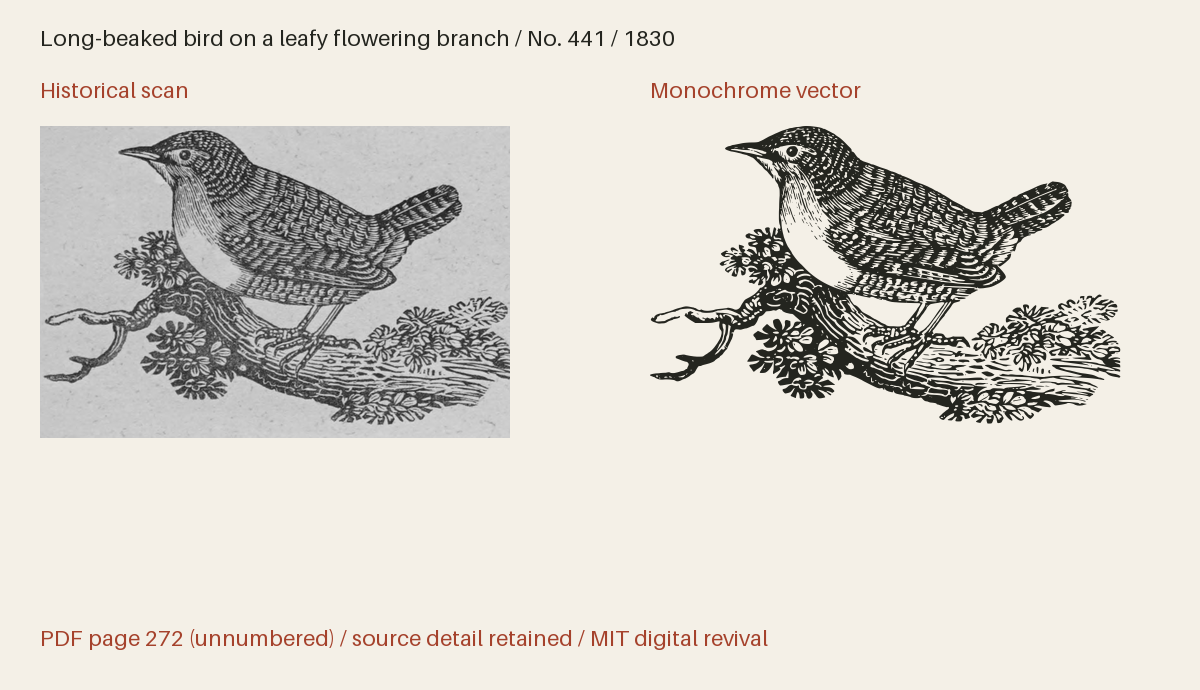 Long-beaked bird on a leafy flowering branch / No. 441 / 1830
Historical scan
Monochrome vector
PDF page 272 (unnumbered) / source detail retained / MIT digital revival